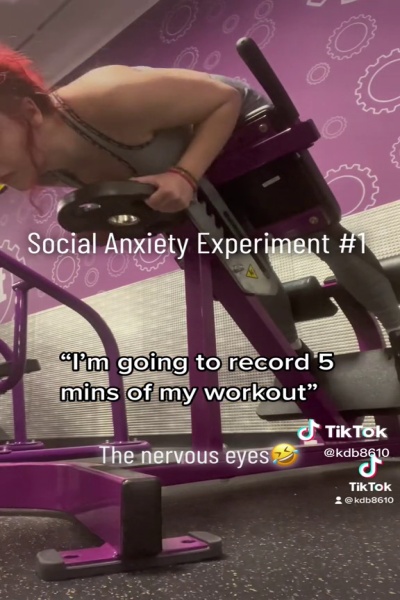 Social Anxiety Experiment #1
“I’m going to record 5
mins of my workout”
The nervous eyes🤣
TikTok
@kdb8610
TikTok
@kdb8610